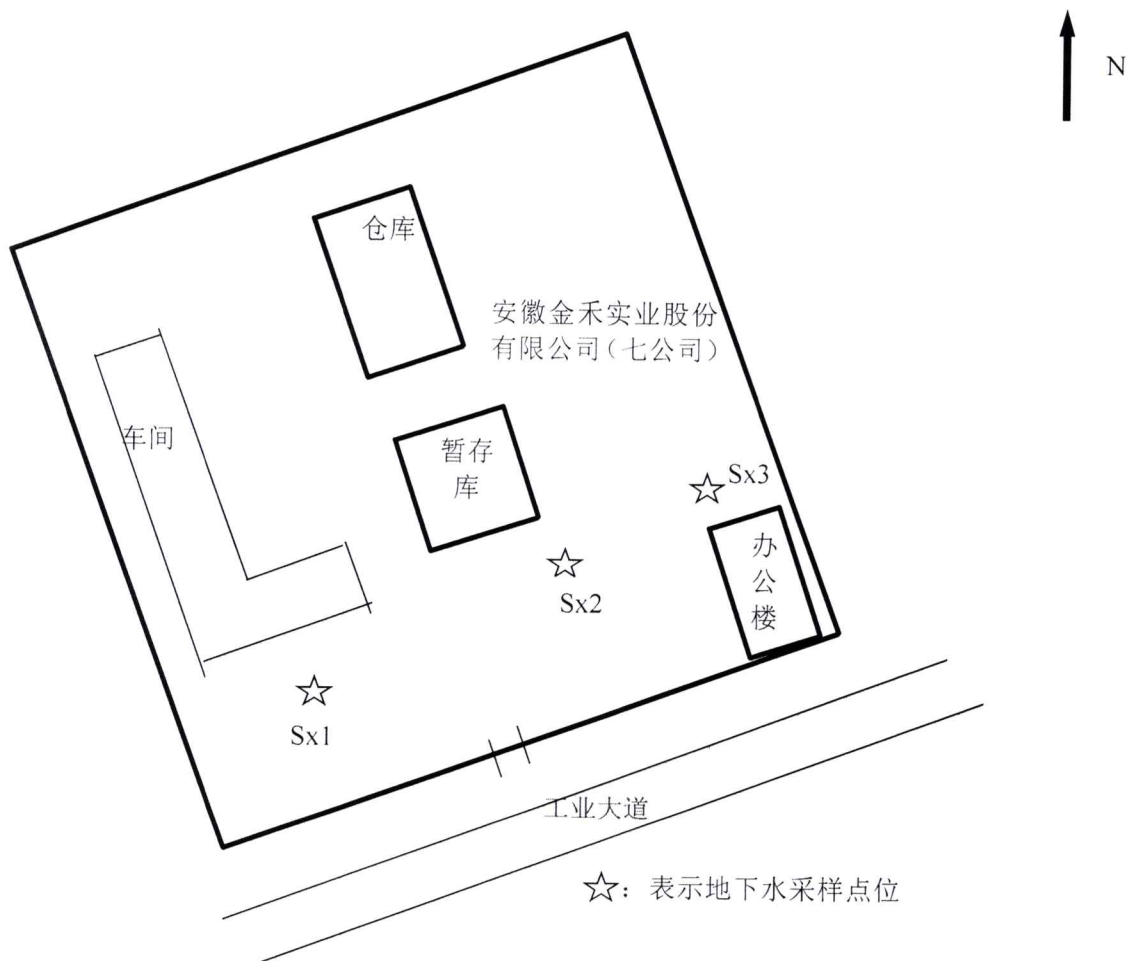 N
仓库
安徽金禾实业股份
有限公司（七公司）
车间
暂存
库
Sx3
办
公
楼
Sx2
Sx1
工业大道
☆：表示地下水采样点位